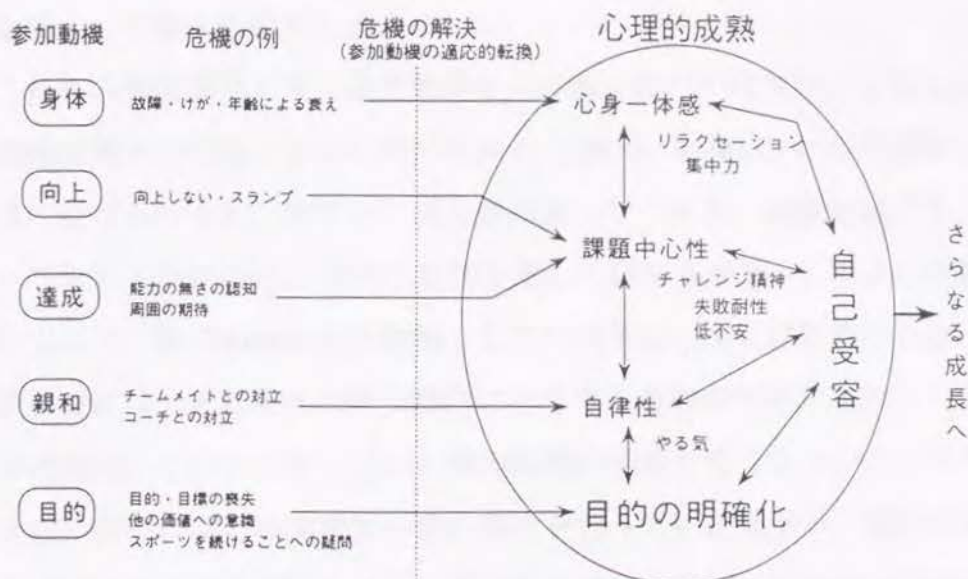 参加動機
危機の例
危機の解決
(参加動機の適応的転換)
心理的成熟
身体
故障・けが・年齢による衰え
心身一体感
リラクセーション
集中力
向上
向上しない・スランプ
課題中心性
チャレンジ精神
失敗耐性
低不安
達成
能力の無さの認知
周囲の期待
親和
チームメイトとの対立
コーチとの対立
自律性
やる気
目的
目的・目標の喪失
他の価値への意識
スポーツを続けることへの疑問
目的の明確化
自己受容
さらなる成長へ